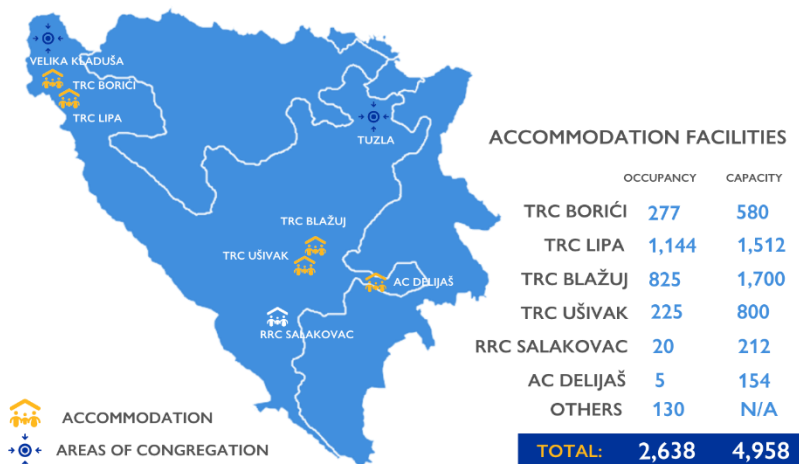 VELIKA KLADUŠA
TRC BORIĆI
TRC LIPA
TUZLA
TRC BLAŽUJ
TRC UŠIVAK
AC DELIJAŠ
RRC SALAKOVAC
ACCOMMODATION
AREAS OF CONGREGATION
ACCOMMODATION FACILITIES
OCCUPANCY CAPACITY
TRC BORIĆI 277 580
TRC LIPA 1,144 1,512
TRC BLAŽUJ 825 1,700
TRC UŠIVAK 225 800
RRC SALAKOVAC 20 212
AC DELIJAŠ 5 154
OTHERS 130 N/A
TOTAL: 2,638 4,958